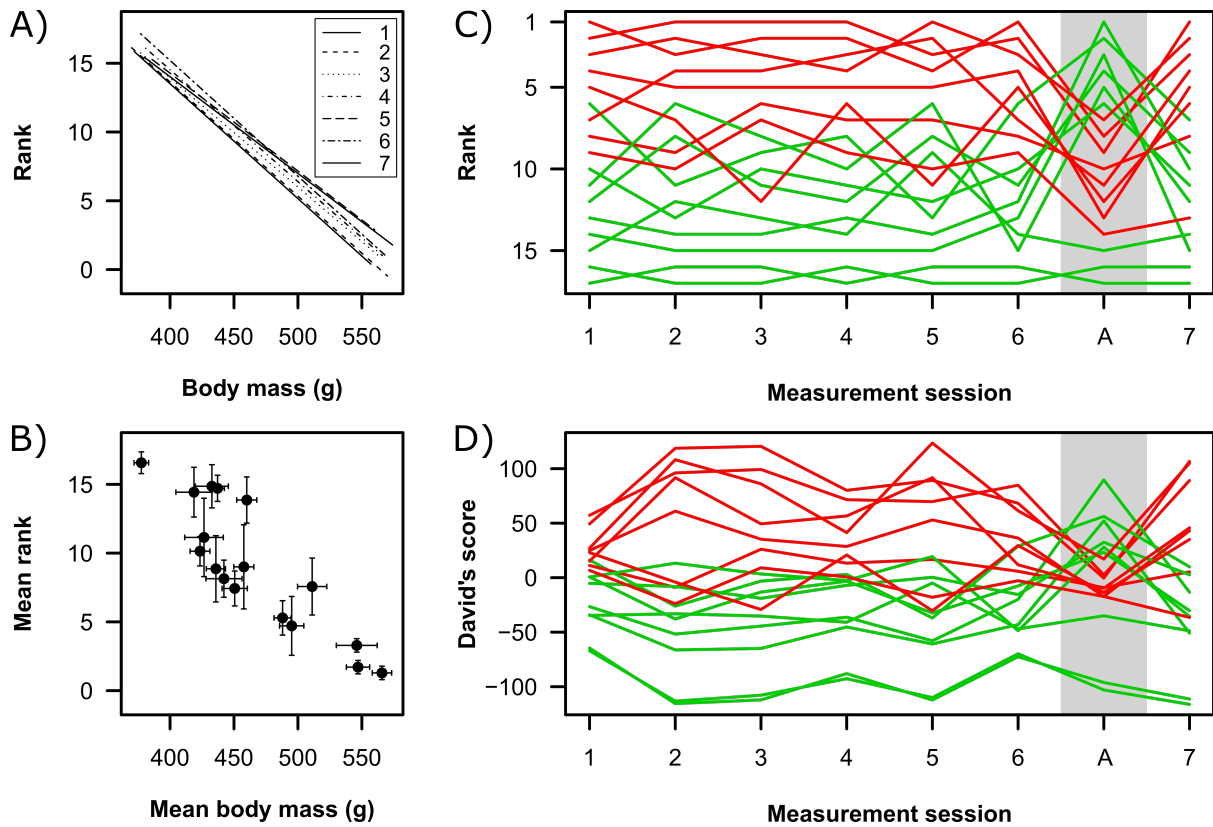 A)
Rank
15
10
5
0
1
2
3
4
5
6
7
400 450 500 550
Body mass (g)
B)
Mean rank
15
10
5
0
400 450 500 550
Mean body mass (g)
C)
Rank
1
5
10
15
1 2 3 4 5 6 A 7
Measurement session
D)
David's score
100
50
0
−50
−100
1 2 3 4 5 6 A 7
Measurement session